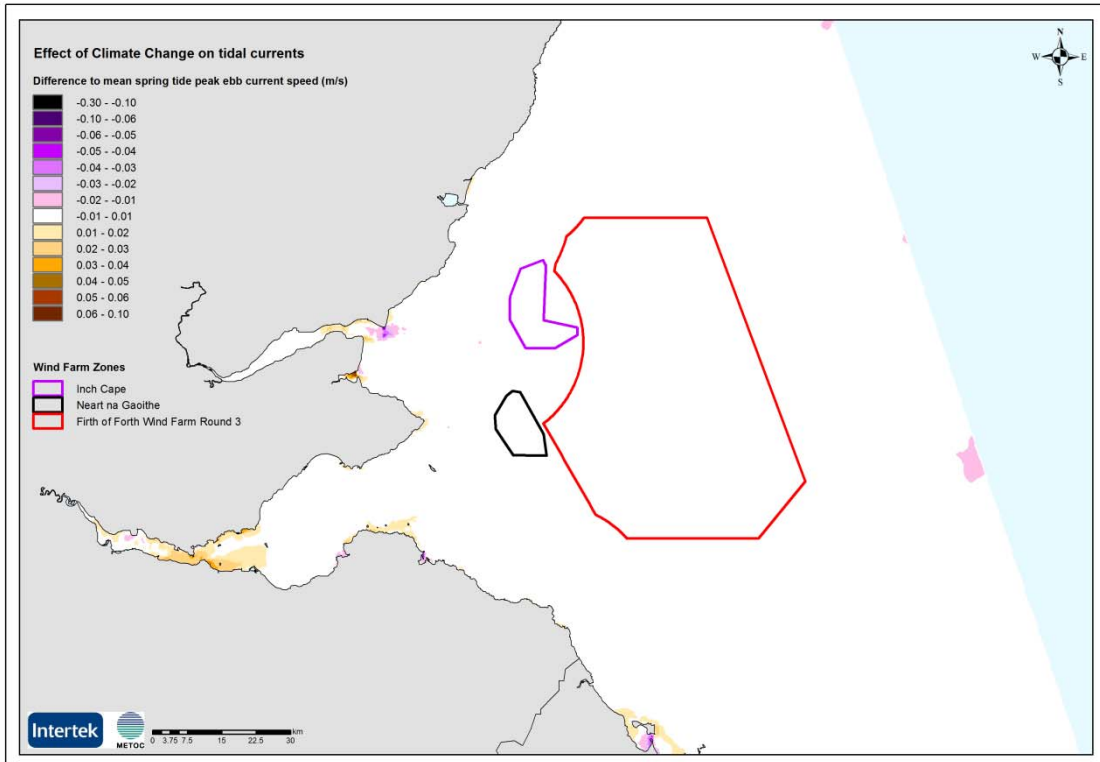 Effect of Climate Change on tidal currents
Difference to mean spring tide peak ebb current speed (m/s)
-0.30 - -0.10
-0.10 - -0.06
-0.06 - -0.05
-0.05 - -0.04
-0.04 - -0.03
-0.03 - -0.02
-0.02 - -0.01
-0.01 - 0.01
0.01 - 0.02
0.02 - 0.03
0.03 - 0.04
0.04 - 0.05
0.05 - 0.06
0.06 - 0.10
Wind Farm Zones
Inch Cape
Neart na Gaoithe
Firth of Forth Wind Farm Round 3
N
W E
S
Intertek
METOC
km
0 3.75 7.5 15 22.5 30